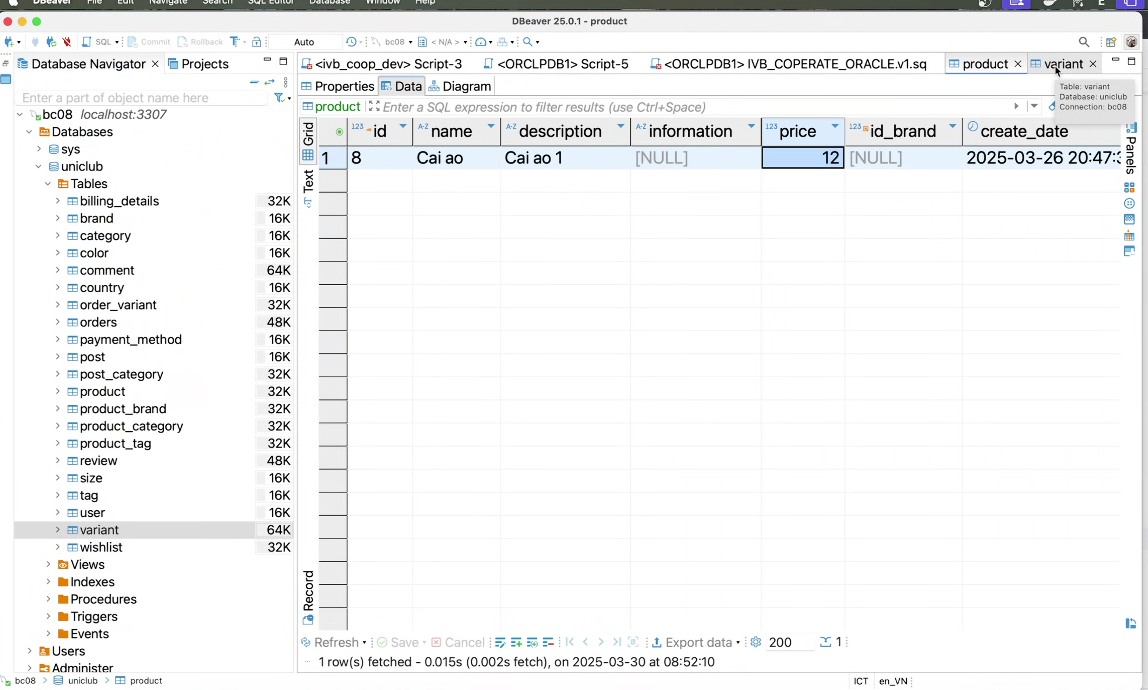 DBeaver File Edit Navigate Search SQL Editor Database Window Help
DBeaver 25.0.1 - product
SQL Commit Rollback T Auto bc08 < N/A >
Database Navigator Projects
<ivb_coop_dev> Script-3 <ORCLPDB1> Script-5 <ORCLPDB1> IVB_COPERATE_ORACLE.v1.sq product variant
Table: variant
Database: uniclub
Connection: bc08
Properties Data Diagram
Enter a part of object name here
product Enter a SQL expression to filter results (use Ctrl+Space)
bc08 localhost:3307
Databases
sys
uniclub
Tables
billing_details 32K
brand 16K
category 16K
color 16K
comment 64K
country 16K
order_variant 32K
orders 48K
payment_method 16K
post 16K
post_category 32K
product 32K
product_brand 32K
product_category 32K
product_tag 32K
review 48K
size 16K
tag 16K
user 16K
variant 64K
wishlist 32K
Views
Indexes
Procedures
Triggers
Events
Users
Administer
Grid
Text
Record
123 id A-Z name A-Z description A-Z information 123 price 123 id_brand create_date
1 8 Cai ao Cai ao 1 [NULL] 12 [NULL] 2025-03-26 20:47:3
Panels
Refresh Save Cancel Export data 200 1
1 row(s) fetched - 0.015s (0.002s fetch), on 2025-03-30 at 08:52:10
bc08 uniclub product ICT en_VN